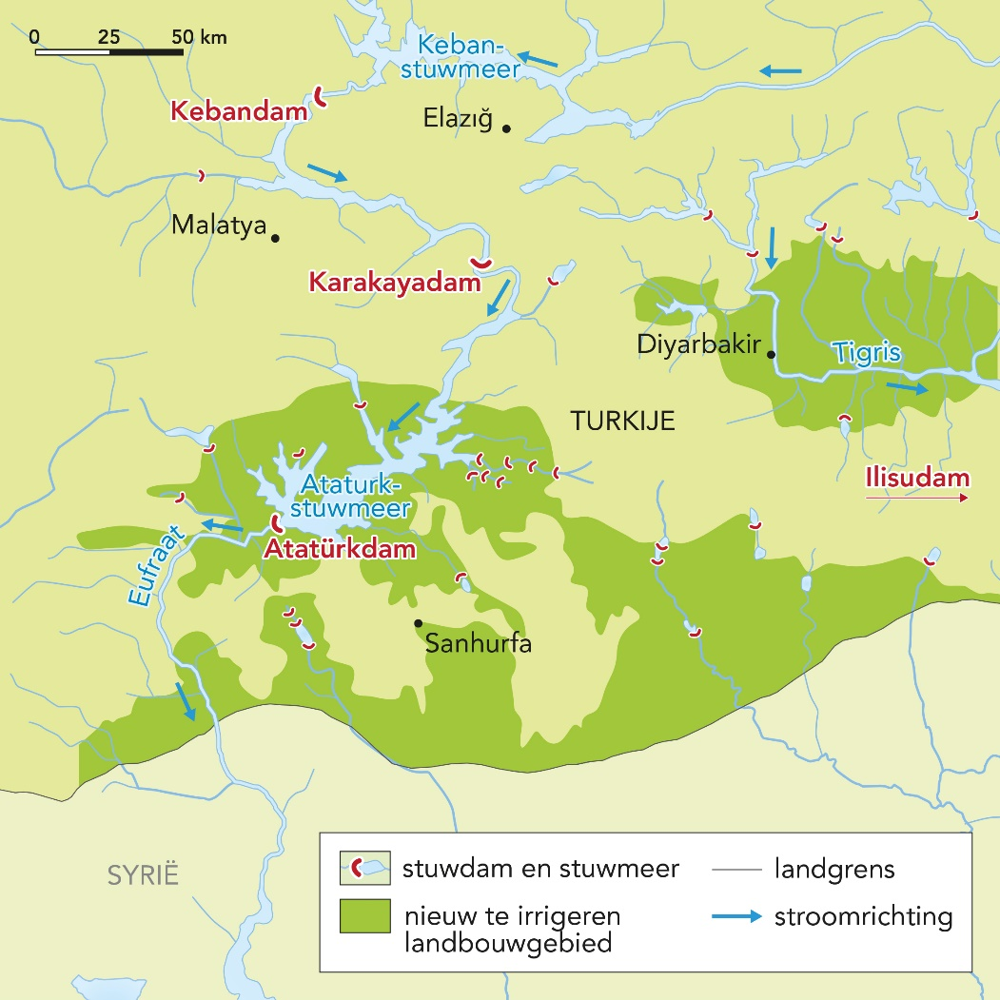 0 25 50 km
Keban-
stuwmeer
Kebandam
Elazığ
Malatya
Karakayadam
Diyarbakir
Tigris
TURKIJE
Ilisudam
Ataturk-
stuwmeer
Atatürkdam
Eufraat
Sanhurfa
SYRIË
stuwdam en stuwmeer
nieuw te irrigeren
landbouwgebied
landgrens
stroomrichting